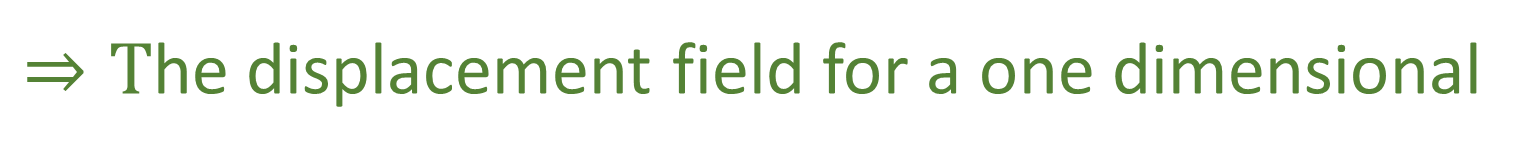 ⇒ The displacement field for a one dimensional